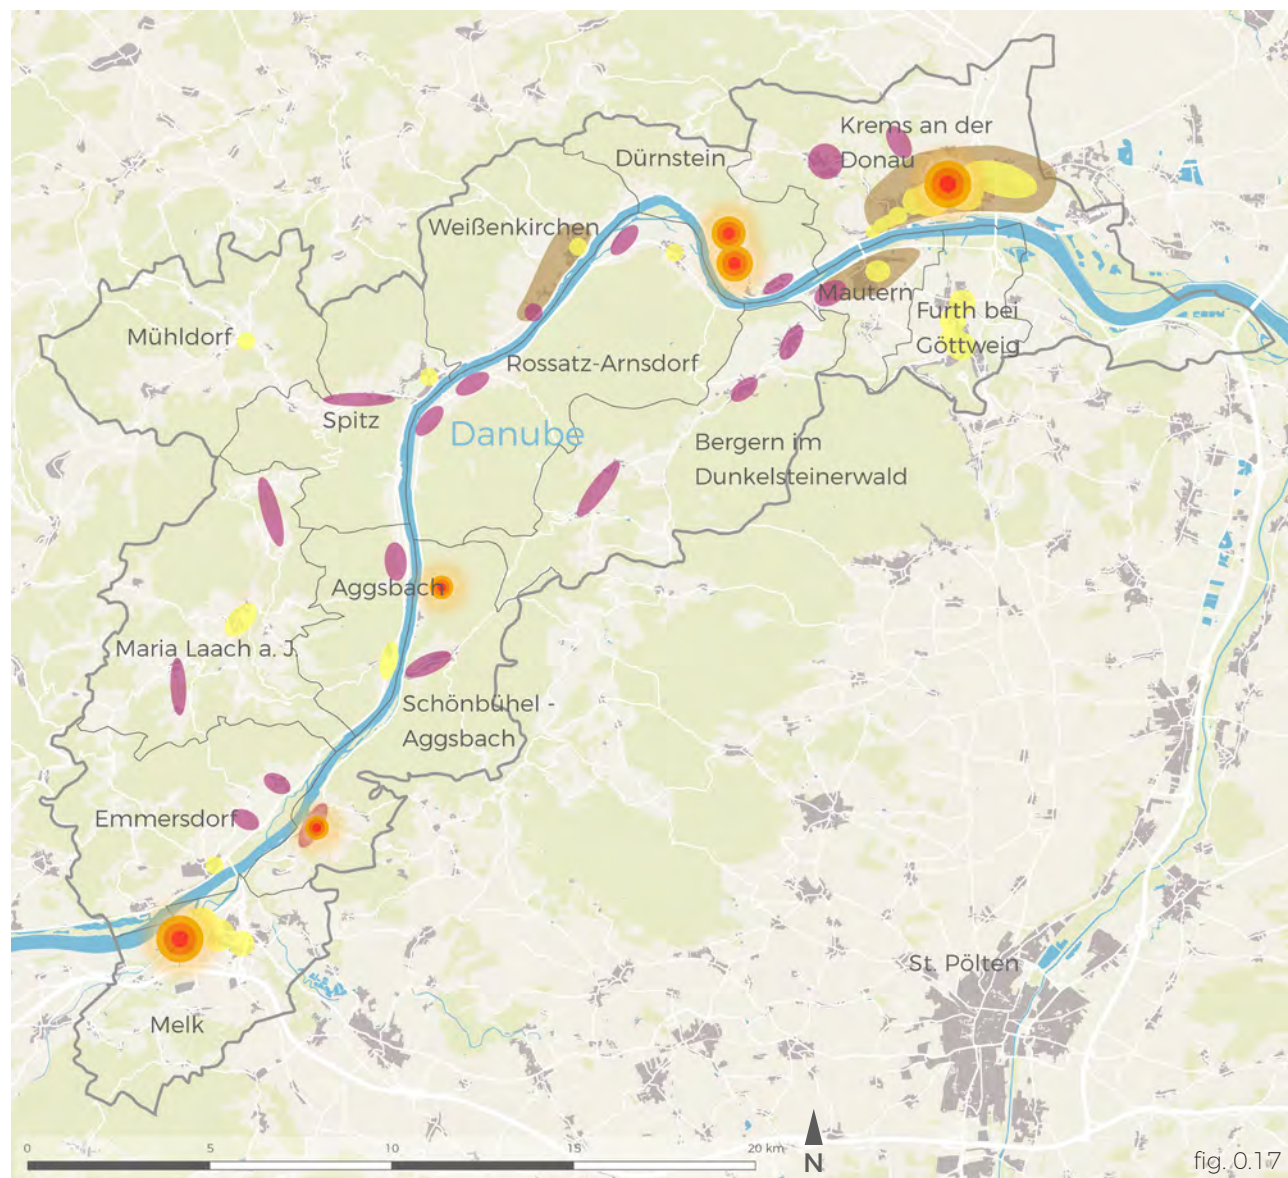 Krems an der
Donau
Dürnstein
Weißenkirchen
Mautern
Furth bei
Göttweig
Mühldorf
Rossatz-Arnsdorf
Spitz
Danube
Bergern im
Dunkelsteinerwald
Aggsbach
Maria Laach a. J.
Schönbühel -
Aggsbach
Emmersdorf
St. Pölten
Melk
0 5 10 15 20 km
N
fig. 0.17